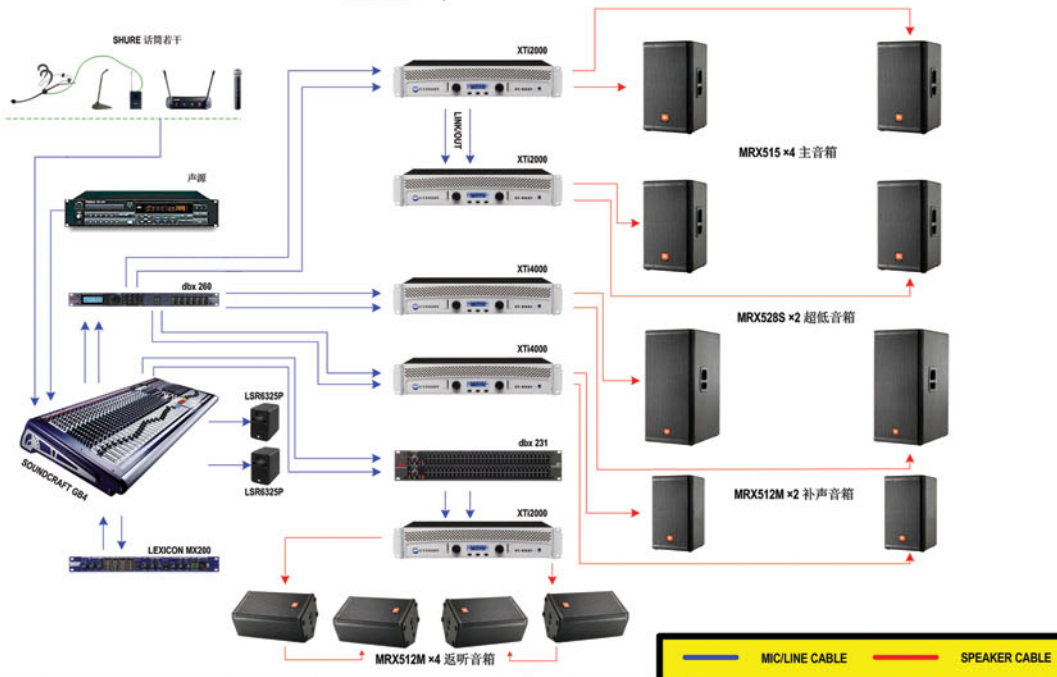 SHURE 话筒若干
XTi2000
LINK/OUT
XTi2000
MRX515 ×4 主音箱
声源
dbx 260
XTi4000
MRX528S ×2 超低音箱
XTi4000
LSR6325P
LSR6325P
SOUNDCRAFT GB4
dbx 231
MRX512M ×2 补声音箱
XTi2000
LEXICON MX200
MRX512M ×4 返听音箱
MIC/LINE CABLE
SPEAKER CABLE